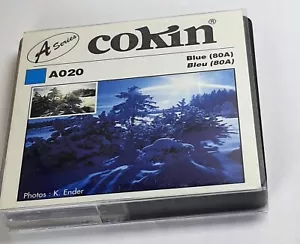 A Series
cokin
Blue (80A)
Bleu (80A)
A020
Photos : K. Ender